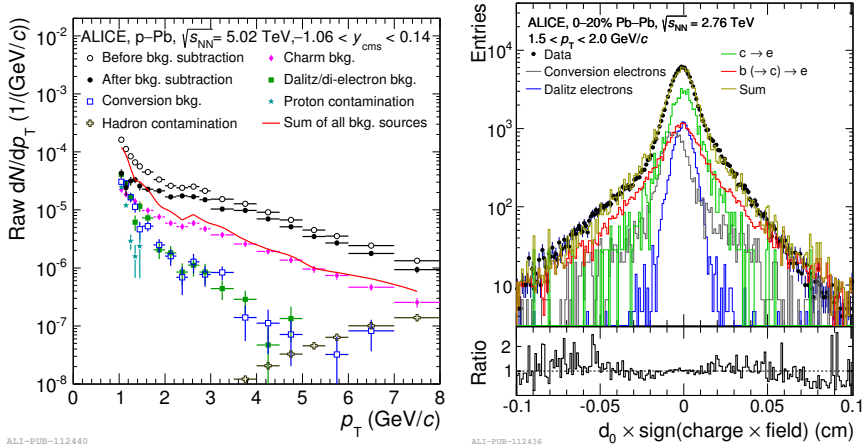 ALICE, p–Pb, √sNN = 5.02 TeV, –1.06 < ycms < 0.14
Before bkg. subtraction
Charm bkg.
After bkg. subtraction
Dalitz/di-electron bkg.
Conversion bkg.
Proton contamination
Hadron contamination
Sum of all bkg. sources
Raw dN/dpT (1/(GeV/c))
10⁻²
10⁻³
10⁻⁴
10⁻⁵
10⁻⁶
10⁻⁷
10⁻⁸
0 1 2 3 4 5 6 7 8
pT (GeV/c)
ALI-PUB-112440
ALICE, 0–20% Pb–Pb, √sNN = 2.76 TeV
1.5 < pT < 2.0 GeV/c
Data
c → e
Conversion electrons
b (→ c) → e
Dalitz electrons
Sum
Entries
10⁵
10⁴
10³
10²
10
Ratio
2
1
-0.1 -0.05 0 0.05 0.1
d0 × sign(charge × field) (cm)
ALI-PUB-112436